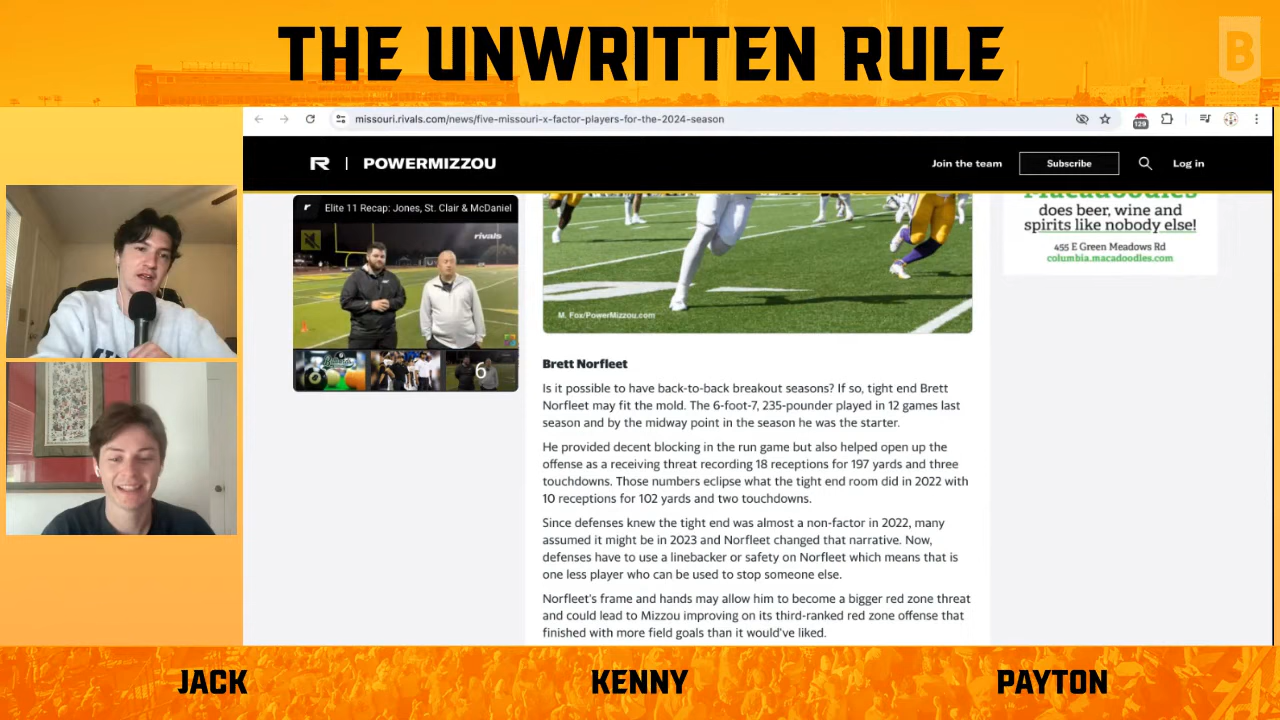 THE UNWRITTEN RULE
B
missouri.rivals.com/news/five-missouri-x-factor-players-for-the-2024-season
129
R | POWERMIZZOU
Join the team
Subscribe
Log in
Elite 11 Recap: Jones, St. Clair & McDaniel
rivals
6
M. Fox/PowerMizzou.com
Macadoodles
does beer, wine and
spirits like nobody else!
455 E Green Meadows Rd
columbia.macadoodles.com
Brett Norfleet
Is it possible to have back-to-back breakout seasons? If so, tight end Brett
Norfleet may fit the mold. The 6-foot-7, 235-pounder played in 12 games last
season and by the midway point in the season he was the starter.
He provided decent blocking in the run game but also helped open up the
offense as a receiving threat recording 18 receptions for 197 yards and three
touchdowns. Those numbers eclipse what the tight end room did in 2022 with
10 receptions for 102 yards and two touchdowns.
Since defenses knew the tight end was almost a non-factor in 2022, many
assumed it might be in 2023 and Norfleet changed that narrative. Now,
defenses have to use a linebacker or safety on Norfleet which means that is
one less player who can be used to stop someone else.
Norfleet's frame and hands may allow him to become a bigger red zone threat
and could lead to Mizzou improving on its third-ranked red zone offense that
finished with more field goals than it would've liked.
JACK
KENNY
PAYTON